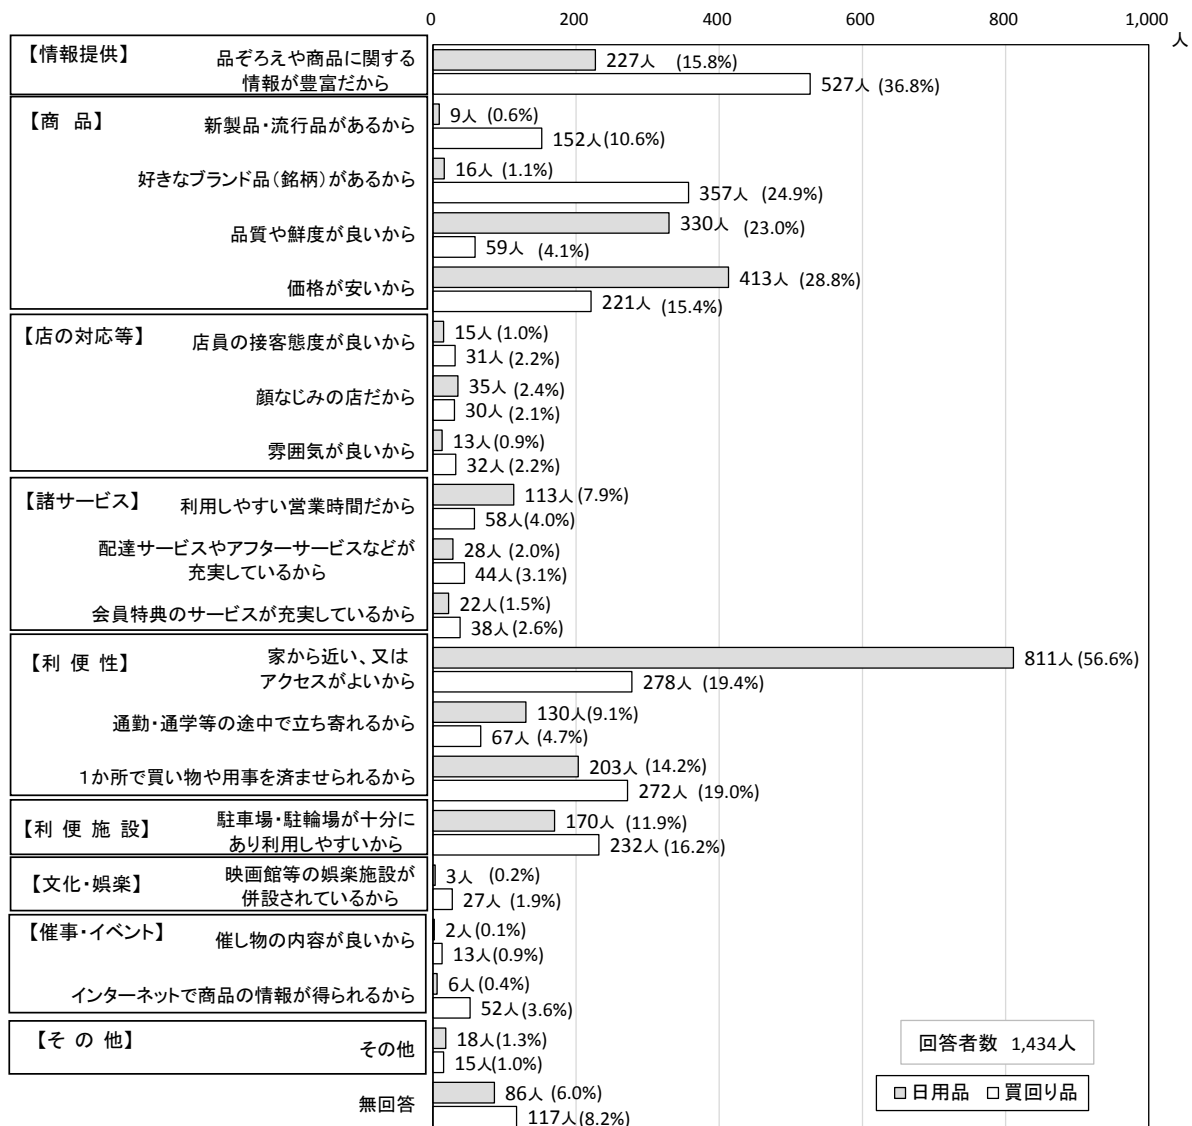 0 200 400 600 800 1,000
人
【情報提供】 品ぞろえや商品に関する
情報が豊富だから
227人 (15.8%)
527人 (36.8%)
【商 品】
新製品・流行品があるから
9人 (0.6%)
152人(10.6%)
好きなブランド品(銘柄)があるから
16人 (1.1%)
357人 (24.9%)
品質や鮮度が良いから
330人 (23.0%)
59人 (4.1%)
価格が安いから
413人 (28.8%)
221人 (15.4%)
【店の対応等】
店員の接客態度が良いから
15人(1.0%)
31人(2.2%)
顔なじみの店だから
35人 (2.4%)
30人 (2.1%)
雰囲気が良いから
13人(0.9%)
32人(2.2%)
【諸サービス】
利用しやすい営業時間だから
113人(7.9%)
58人(4.0%)
配達サービスやアフターサービスなどが
充実しているから
28人 (2.0%)
44人(3.1%)
会員特典のサービスが充実しているから
22人(1.5%)
38人(2.6%)
【利 便 性】
家から近い、又は
アクセスがよいから
811人(56.6%)
278人 (19.4%)
通勤・通学等の途中で立ち寄れるから
130人(9.1%)
67人(4.7%)
1か所で買い物や用事を済ませられるから
203人 (14.2%)
272人 (19.0%)
【利 便 施 設】
駐車場・駐輪場が十分に
あり利用しやすいから
170人(11.9%)
232人(16.2%)
【文化・娯楽】
映画館等の娯楽施設が
併設されているから
3人 (0.2%)
27人 (1.9%)
【催事・イベント】
催し物の内容が良いから
2人(0.1%)
13人(0.9%)
インターネットで商品の情報が得られるから
6人(0.4%)
52人(3.6%)
【そ の 他】
その他
18人(1.3%)
15人(1.0%)
回答者数 1,434人
無回答
86人 (6.0%)
117人(8.2%)
日用品 買回り品